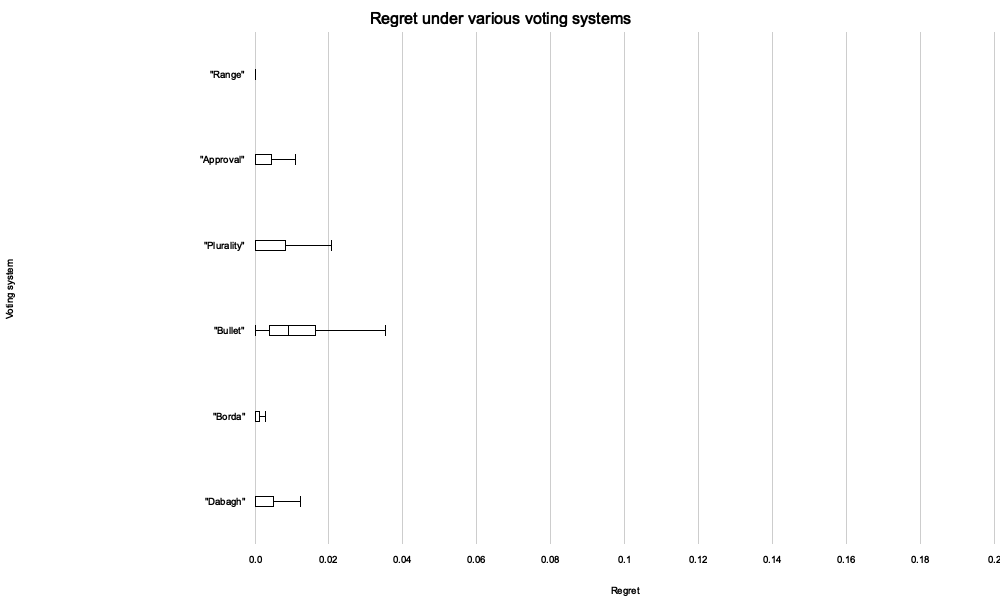 Regret under various voting systems
"Range"
"Approval"
"Plurality"
"Bullet"
"Borda"
"Dabagh"
Voting system
0.0 0.02 0.04 0.06 0.08 0.1 0.12 0.14 0.16 0.18 0.2
Regret